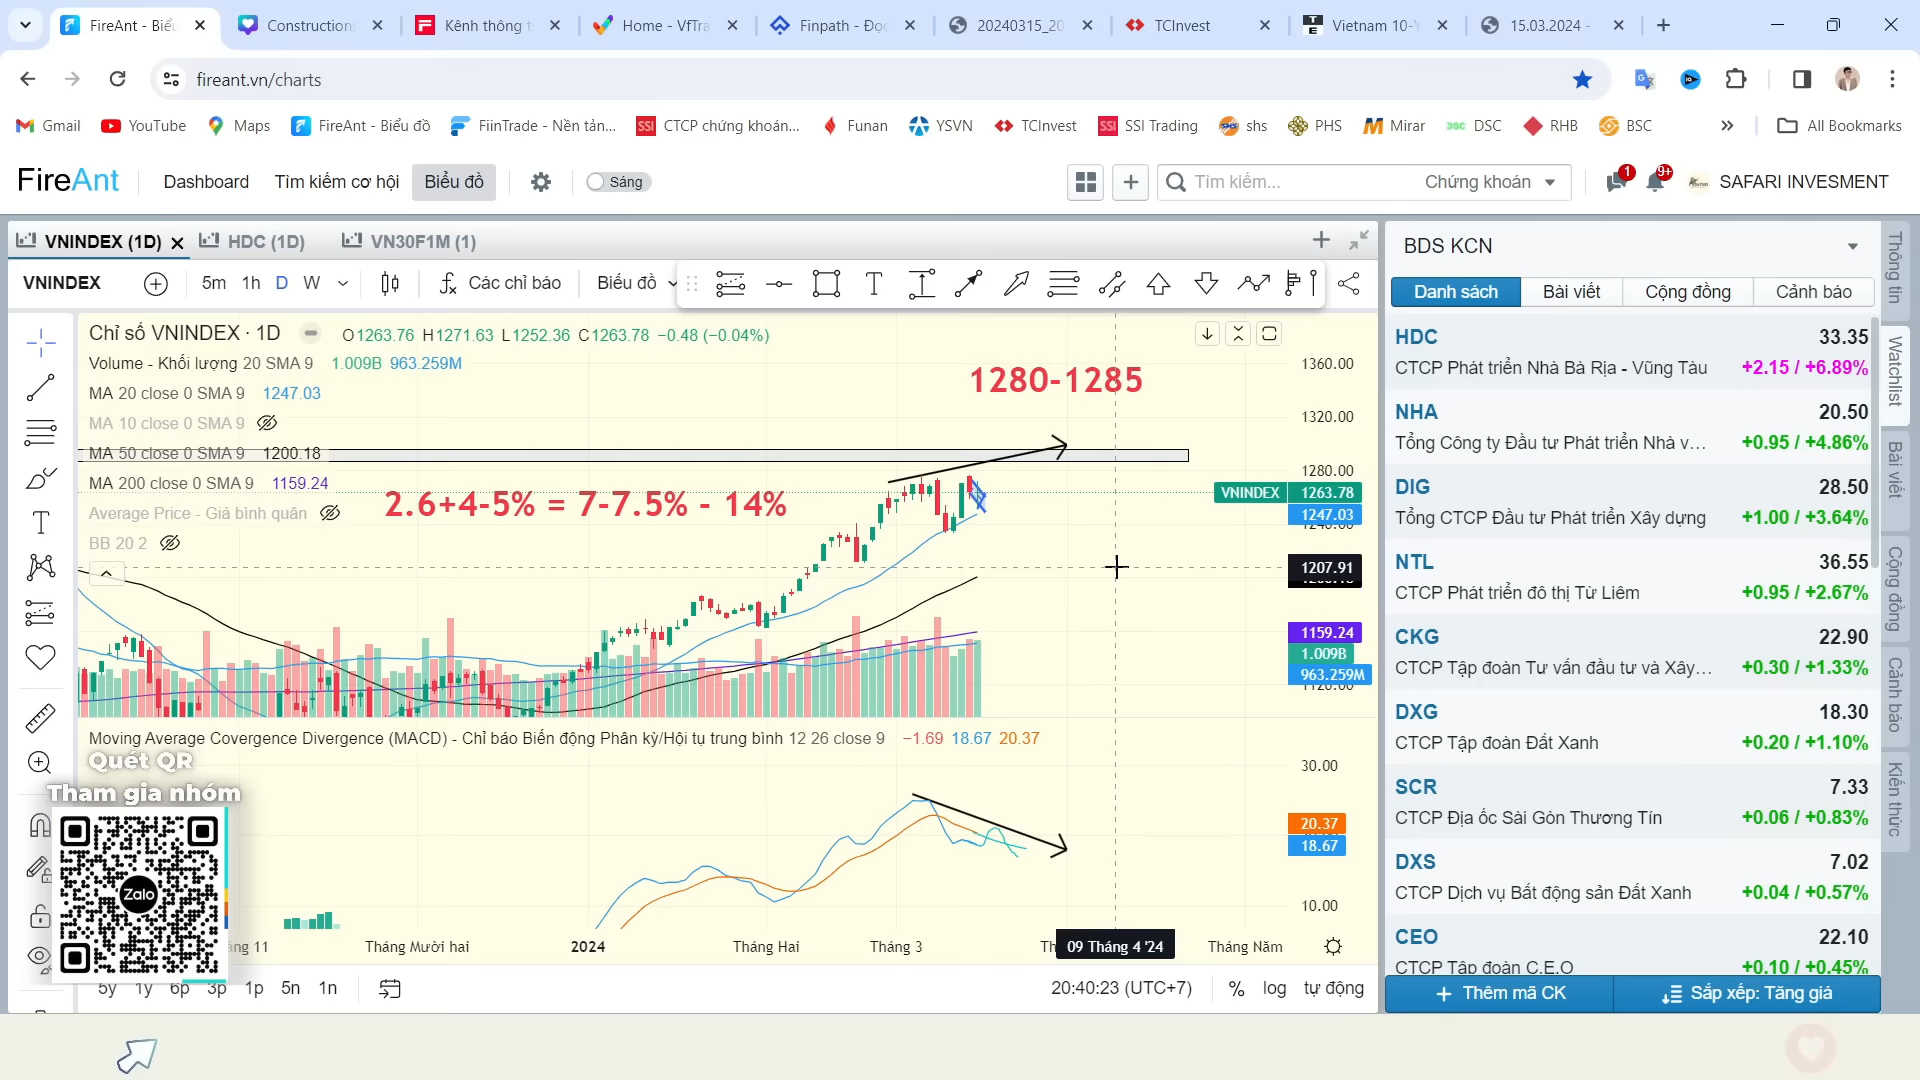 FireAnt - Biểu
Constructions
Kênh thông t
Home - VfTra
Finpath - Đọc
20240315_20
TCInvest
Vietnam 10-Y
15.03.2024 -
fireant.vn/charts
Gmail YouTube Maps FireAnt - Biểu đồ FiinTrade - Nền tản... CTCP chứng khoán... Funan YSVN TCInvest SSI Trading shs PHS Mirar DSC RHB BSC » All Bookmarks
FireAnt Dashboard Tìm kiếm cơ hội Biểu đồ Sáng Tìm kiếm... Chứng khoán 1 9+ SAFARI INVESMENT
VNINDEX (1D) HDC (1D) VN30F1M (1)
VNINDEX 5m 1h D W Các chỉ báo Biểu đồ
Chỉ số VNINDEX · 1D O1263.76 H1271.63 L1252.36 C1263.78 −0.48 (−0.04%)
Volume - Khối lượng 20 SMA 9 1.009B 963.259M
MA 20 close 0 SMA 9 1247.03
MA 10 close 0 SMA 9
MA 50 close 0 SMA 9 1200.18
MA 200 close 0 SMA 9 1159.24
Average Price - Giá bình quân
BB 20 2
1280-1285
2.6+4-5% = 7-7.5% - 14%
1360.00
1320.00
1280.00
VNINDEX 1263.78
1247.03
1240.00
1207.91
1159.24
1.009B
963.259M
1120.00
Moving Average Covergence Divergence (MACD) - Chỉ báo Biến động Phân kỳ/Hội tụ trung bình 12 26 close 9 −1.69 18.67 20.37
30.00
20.37
18.67
10.00
Quét QR
Tham gia nhóm
Zalo
ng 11 Tháng Mười hai 2024 Tháng Hai Tháng 3 Th 09 Tháng 4 '24 Tháng Năm
5y 1y 6p 3p 1p 5n 1n 20:40:23 (UTC+7) % log tự động
BDS KCN
Danh sách Bài viết Cộng đồng Cảnh báo
HDC 33.35
CTCP Phát triển Nhà Bà Rịa - Vũng Tàu +2.15 / +6.89%
NHA 20.50
Tổng Công ty Đầu tư Phát triển Nhà v... +0.95 / +4.86%
DIG 28.50
Tổng CTCP Đầu tư Phát triển Xây dựng +1.00 / +3.64%
NTL 36.55
CTCP Phát triển đô thị Từ Liêm +0.95 / +2.67%
CKG 22.90
CTCP Tập đoàn Tư vấn đầu tư và Xây... +0.30 / +1.33%
DXG 18.30
CTCP Tập đoàn Đất Xanh +0.20 / +1.10%
SCR 7.33
CTCP Địa ốc Sài Gòn Thương Tín +0.06 / +0.83%
DXS 7.02
CTCP Dịch vụ Bất động sản Đất Xanh +0.04 / +0.57%
CEO 22.10
CTCP Tập đoàn C.E.O +0.10 / +0.45%
Thêm mã CK Sắp xếp: Tăng giá
Thông tin
Watchlist
Bài viết
Cộng đồng
Cảnh báo
Kiến thức